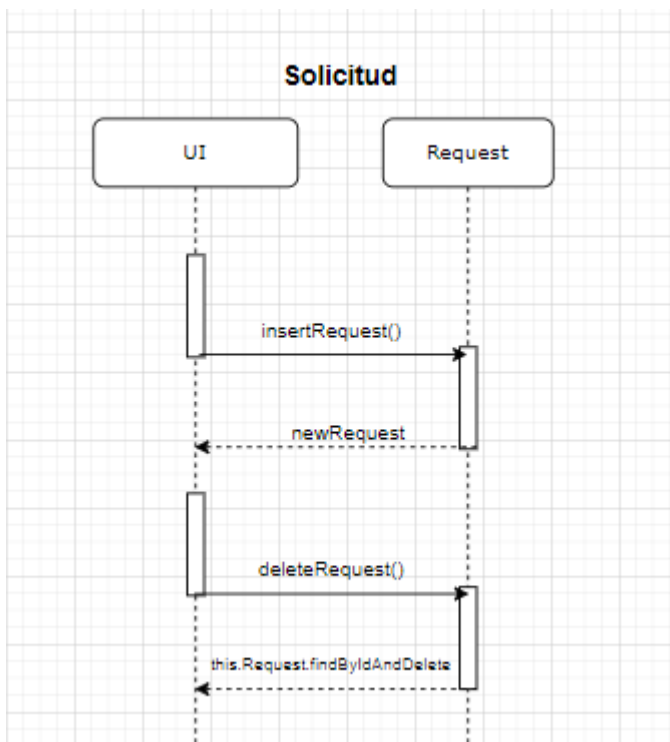 Solicitud
UI
Request
insertRequest()
newRequest
deleteRequest()
this.Request.findByIdAndDelete